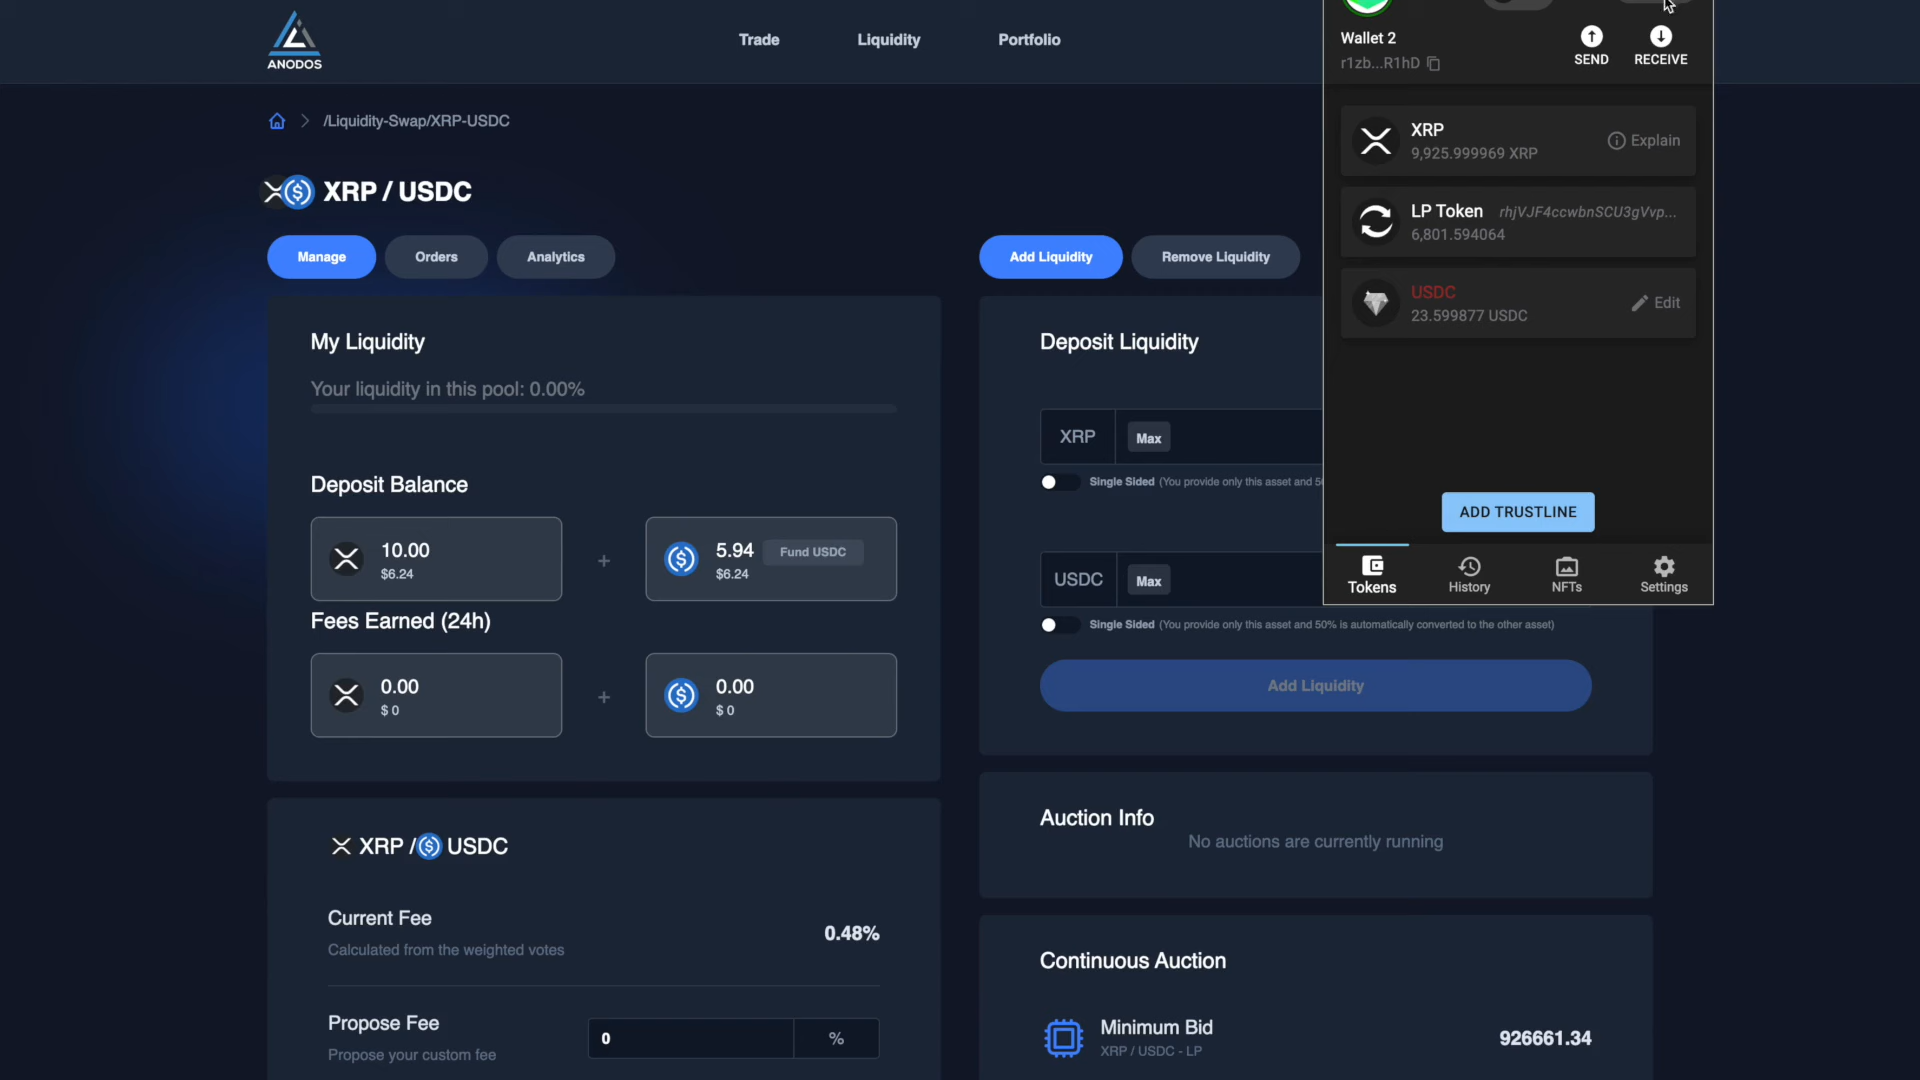 ANODOS
Trade
Liquidity
Portfolio
/Liquidity-Swap/XRP-USDC
XRP / USDC
Manage
Orders
Analytics
My Liquidity
Your liquidity in this pool: 0.00%
Deposit Balance
10.00
$6.24
+
5.94
Fund USDC
$6.24
Fees Earned (24h)
0.00
$ 0
+
0.00
$ 0
XRP / USDC
Current Fee
Calculated from the weighted votes
0.48%
Propose Fee
Propose your custom fee
0
%
Add Liquidity
Remove Liquidity
Deposit Liquidity
XRP
Max
Single Sided (You provide only this asset and
USDC
Max
Single Sided (You provide only this asset and 50% is automatically converted to the other asset)
Add Liquidity
Auction Info
No auctions are currently running
Continuous Auction
Minimum Bid
XRP / USDC - LP
926661.34
Wallet 2
r1zb...R1hD
SEND
RECEIVE
XRP
9,925.999969 XRP
Explain
LP Token rhjVJF4ccwbnSCU3gVvp...
6,801.594064
USDC
23.599877 USDC
Edit
ADD TRUSTLINE
Tokens
History
NFTs
Settings